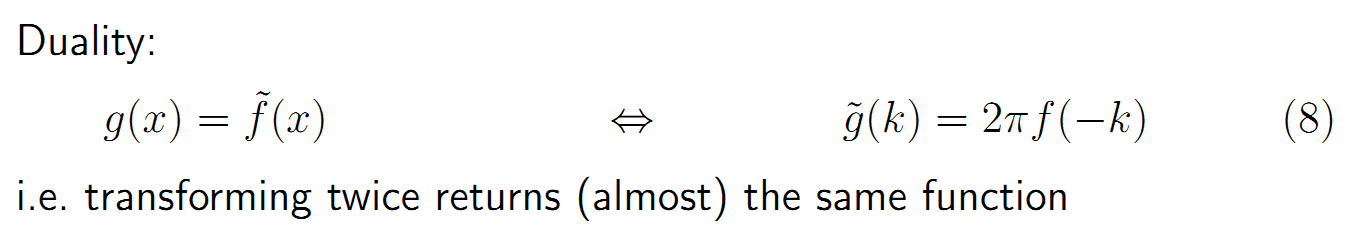 Duality:
g(x) = f̃(x) ⇔ g̃(k) = 2πf(−k) (8)
i.e. transforming twice returns (almost) the same function